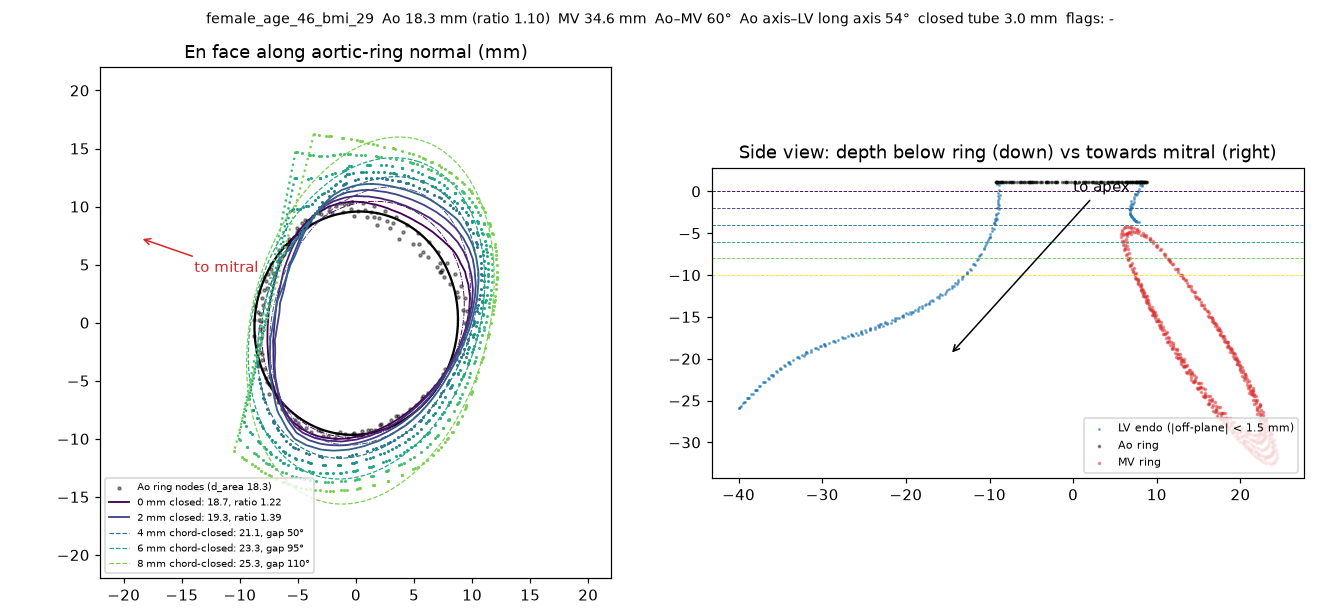 female_age_46_bmi_29  Ao 18.3 mm (ratio 1.10)  MV 34.6 mm  Ao–MV 60°  Ao axis–LV long axis 54°  closed tube 3.0 mm  flags: -
En face along aortic-ring normal (mm)
20
15
10
5
0
−5
−10
−15
−20
−20
−15
−10
−5
0
5
10
15
20
to mitral
Ao ring nodes (d_area 18.3)
0 mm closed: 18.7, ratio 1.22
2 mm closed: 19.3, ratio 1.39
4 mm chord-closed: 21.1, gap 50°
6 mm chord-closed: 23.3, gap 95°
8 mm chord-closed: 25.3, gap 110°
Side view: depth below ring (down) vs towards mitral (right)
to apex
0
−5
−10
−15
−20
−25
−30
−40
−30
−20
−10
0
10
20
LV endo (|off-plane| < 1.5 mm)
Ao ring
MV ring